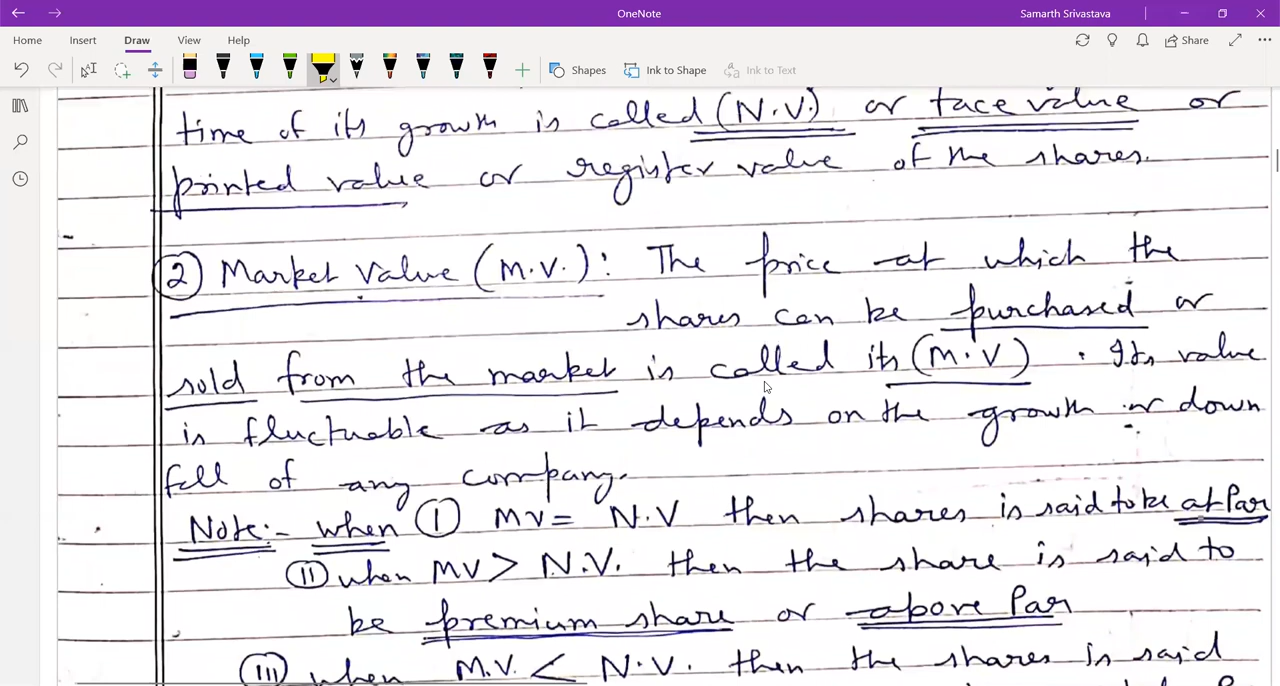 OneNote
Samarth Srivastava
Home Insert Draw View Help
Share
Shapes Ink to Shape Ink to Text
time of its growth is called (N.V.) or face value or
printed value or register value of the shares.
② Market Value (M.V.): The price at which the
shares can be purchased or
sold from the market is called its (M.V) . Its value
is fluctuable as it depends on the growth or down
fall of any company.
Note:- when Ⓘ MV = N.V then shares is said to be at Par
Ⓘⓘ when MV > N.V. then the share is said to
be premium share or above Par
(III) when M.V. < N.V. then the shares is said